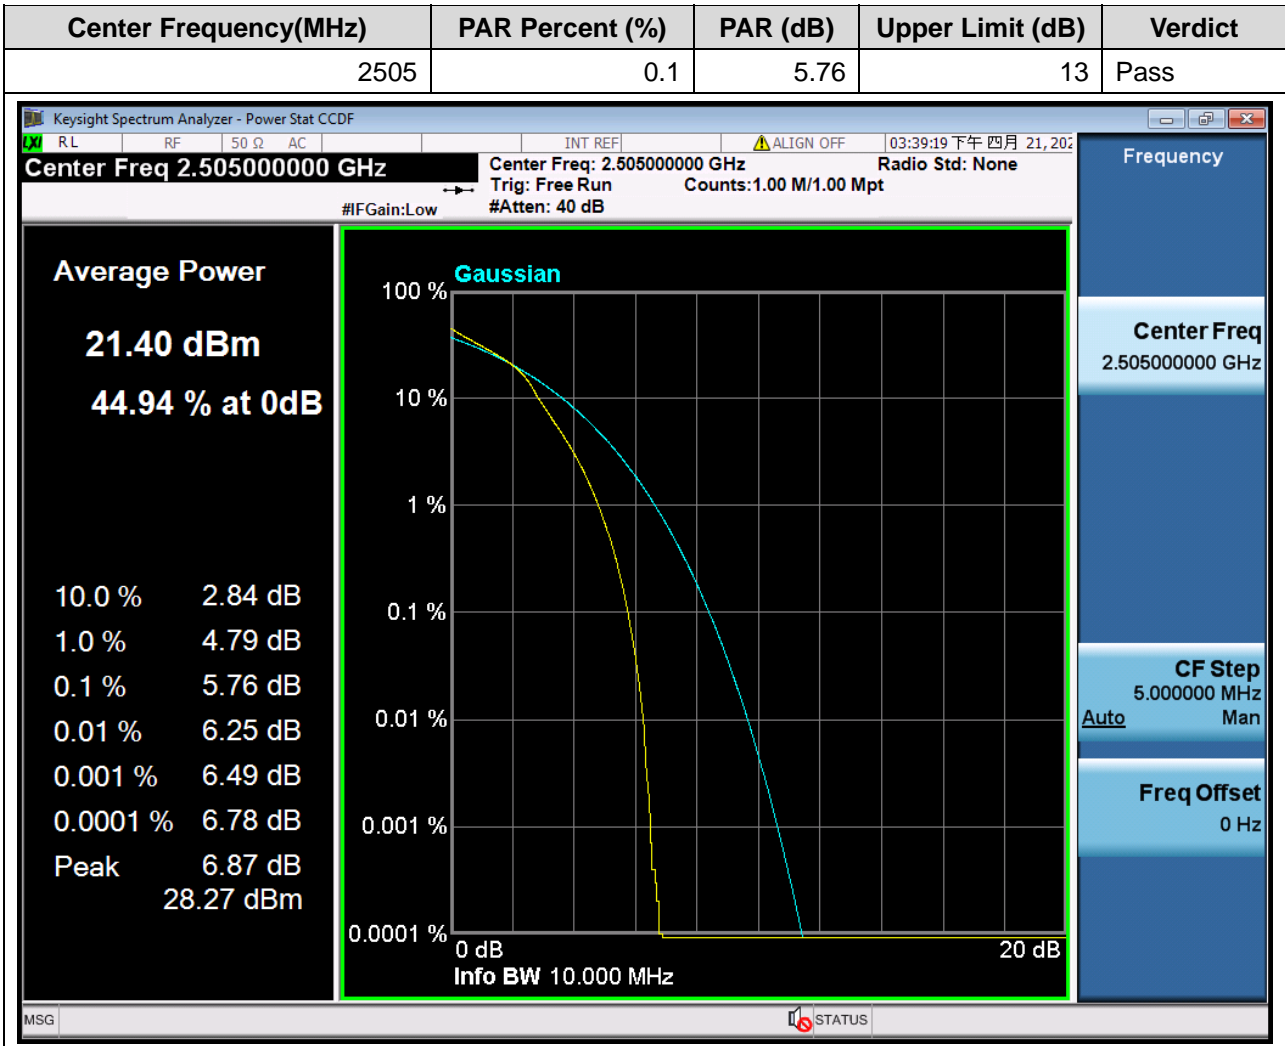 Center Frequency(MHz) PAR Percent (%) PAR (dB) Upper Limit (dB) Verdict
2505 0.1 5.76 13 Pass
Keysight Spectrum Analyzer - Power Stat CCDF
LXI RL RF 50 Ω AC INT REF ALIGN OFF 03:39:19 下午 四月 21, 202
Center Freq 2.505000000 GHz
Center Freq: 2.505000000 GHz Radio Std: None
Trig: Free Run Counts:1.00 M/1.00 Mpt
#IFGain:Low #Atten: 40 dB
Frequency
Average Power
21.40 dBm
44.94 % at 0dB
10.0 % 2.84 dB
1.0 % 4.79 dB
0.1 % 5.76 dB
0.01 % 6.25 dB
0.001 % 6.49 dB
0.0001 % 6.78 dB
Peak 6.87 dB
28.27 dBm
Gaussian
100 %
10 %
1 %
0.1 %
0.01 %
0.001 %
0.0001 %
0 dB 20 dB
Info BW 10.000 MHz
Center Freq
2.505000000 GHz
CF Step
5.000000 MHz
Auto Man
Freq Offset
0 Hz
MSG STATUS